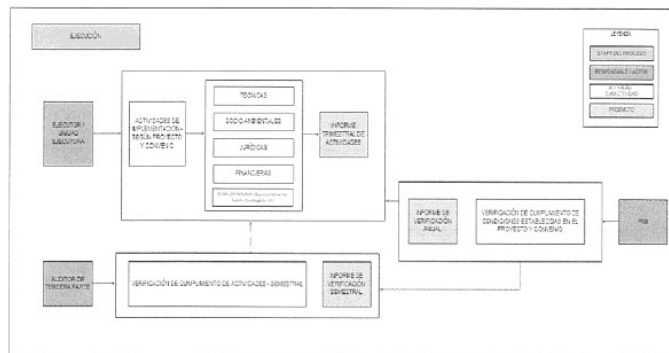 EJECUCIÓN
LEYENDA
ETAPA DEL PROCESO
RESPONSABLE / ACTOR
ACTIVIDAD
SUBACTIVIDAD
PRODUCTO
EJECUTOR Y
UNIDAD
EJECUTORA
ACTIVIDADES DE
IMPLEMENTACIÓN -
SEGÚN PROYECTO
Y CONVENIO
TÉCNICAS
SOCIO AMBIENTALES
JURÍDICAS
FINANCIERAS
INFORME
TRIMESTRAL DE
ACTIVIDADES
INFORME DE
VERIFICACIÓN
ANUAL
VERIFICACIÓN DE CUMPLIMIENTO DE
CONDICIONES ESTABLECIDAS EN EL
PROYECTO Y CONVENIO
AUDITOR DE
TERCERA PARTE
VERIFICACIÓN DE CUMPLIMIENTO DE ACTIVIDADES - SEMESTRAL
INFORME DE
VERIFICACIÓN
SEMESTRAL